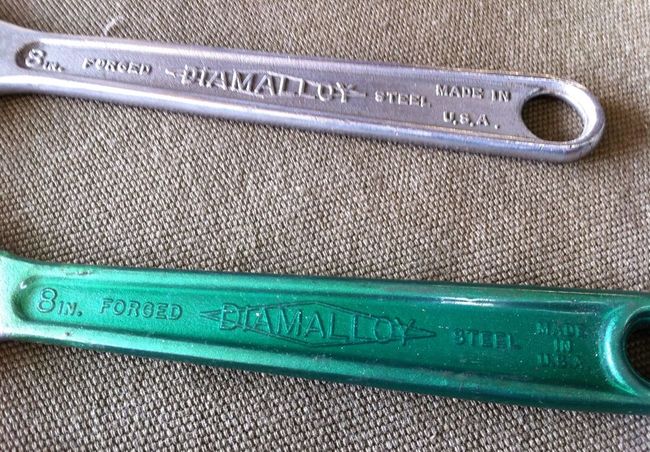 8 IN. FORGED DIAMALLOY STEEL MADE IN
U.S.A.
8 IN. FORGED DIAMALLOY STEEL MADE
IN
U.S.A